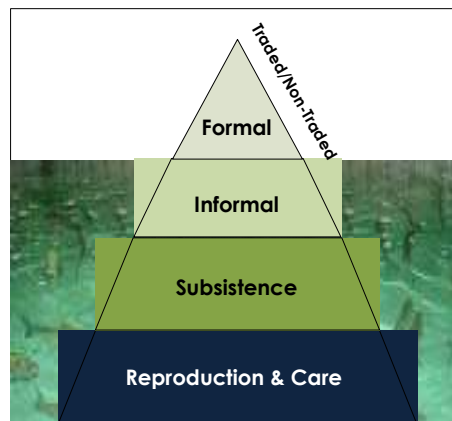 Traded/Non-Traded
Formal
Informal
Subsistence
Reproduction & Care